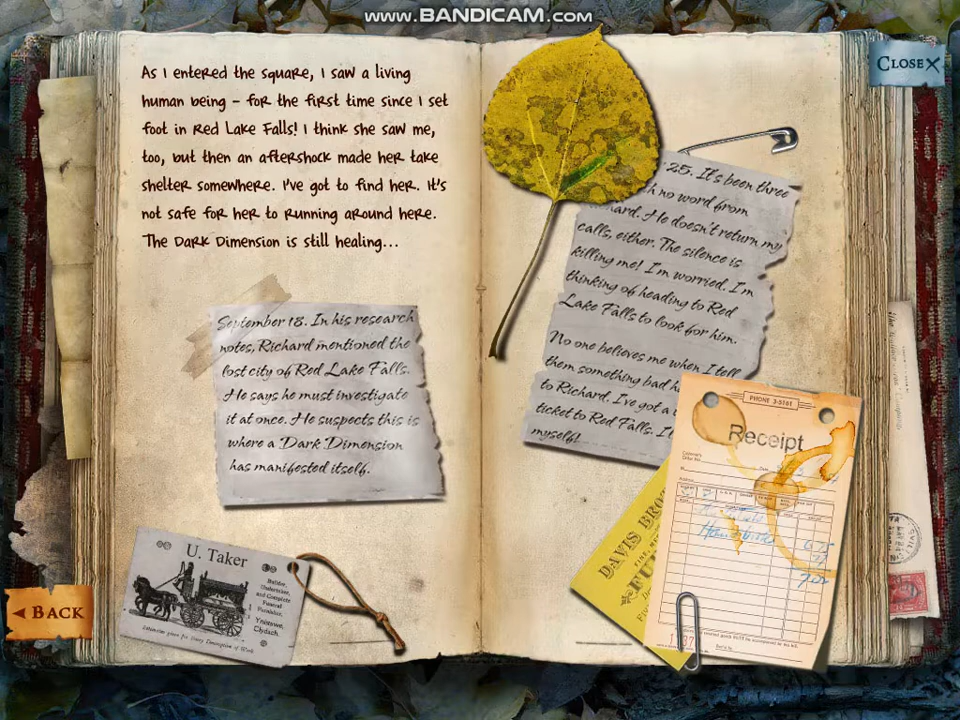 www.BANDICAM.com
CLOSE X
As I entered the square, I saw a living
human being - for the first time since I set
foot in Red Lake Falls! I think she saw me,
too, but then an aftershock made her take
shelter somewhere. I've got to find her. It's
not safe for her to running around here.
The Dark Dimension is still healing...
September 18. In his research
notes, Richard mentioned the
lost city of Red Lake Falls.
He says he must investigate
it at once. He suspects this is
where a Dark Dimension
has manifested itself.
U. Taker
Builder,
Undertaker,
and Complete
Funeral
Furnisher,
Ynistawe,
Clydach.
BACK
25. It's been three
no word from
hard. He doesn't return my
calls, either. The silence is
killing me! I'm worried. I'm
thinking of heading to Red
Lake Falls to look for him.
No one believes me when I tell
them something bad h
to Richard. I've got a
ticket to Red Falls. I'
myself!
PHONE 3-5161
Receipt
DAVIS BRO
FU